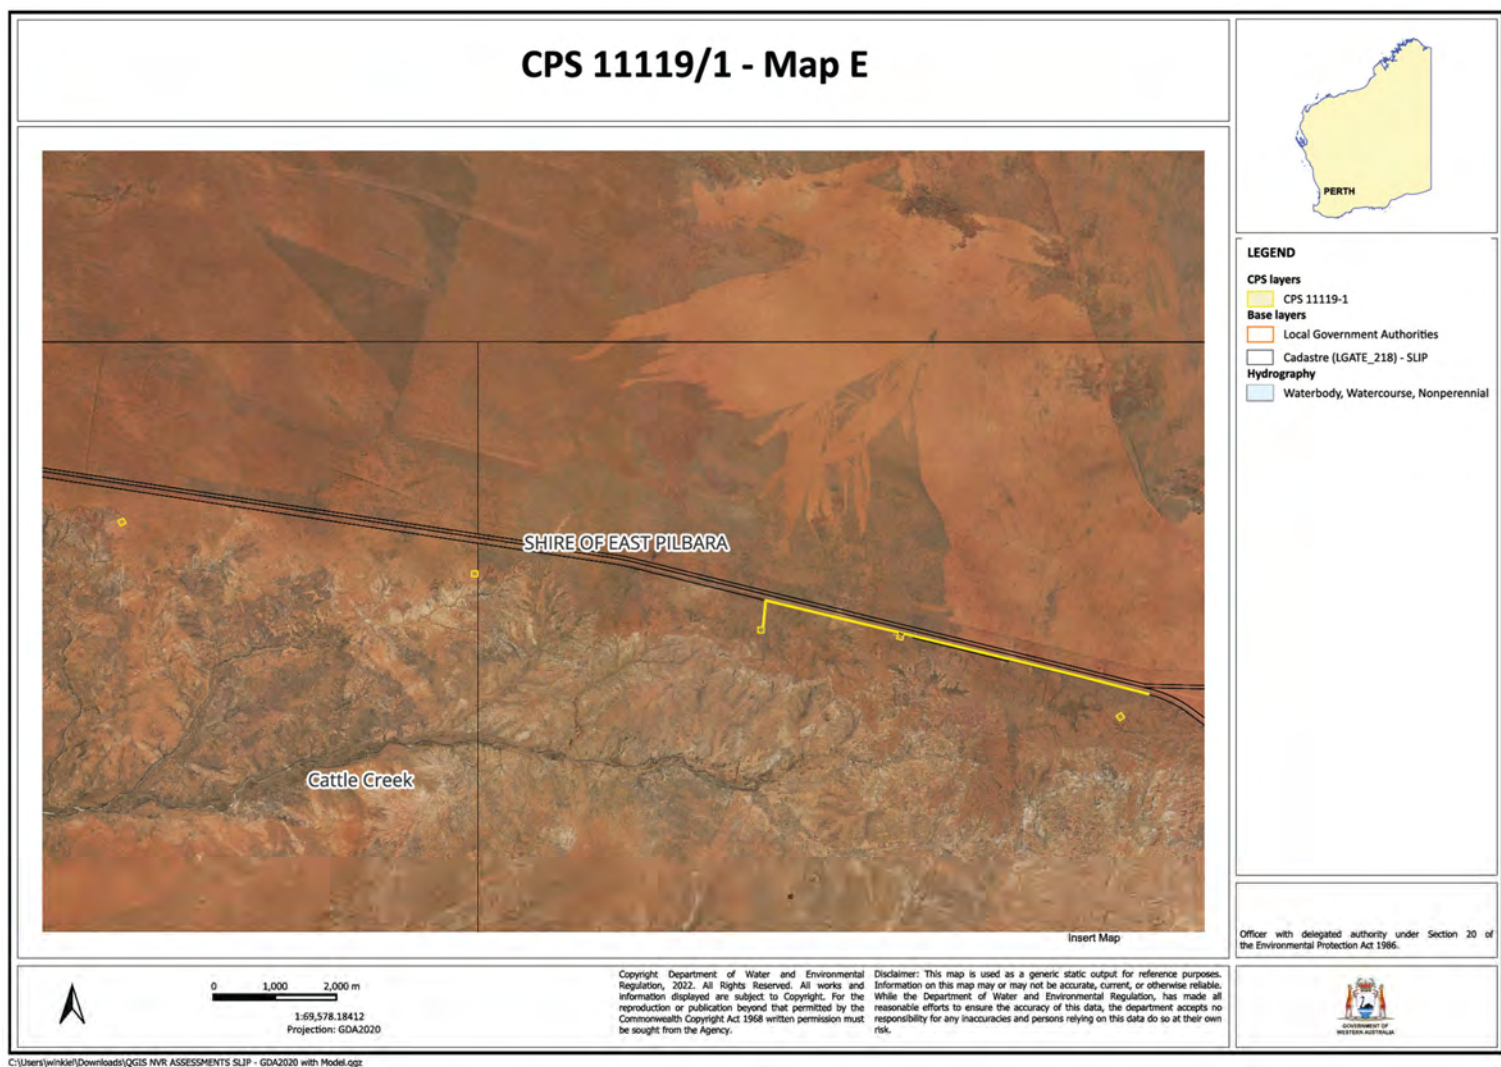 CPS 11119/1 - Map E
PERTH
LEGEND
CPS layers
CPS 11119-1
Base layers
Local Government Authorities
Cadastre (LGATE_218) - SLIP
Hydrography
Waterbody, Watercourse, Nonperennial
SHIRE OF EAST PILBARA
Cattle Creek
Insert Map
Officer with delegated authority under Section 20 of
the Environmental Protection Act 1986.
0 1,000 2,000 m
1:69,578.18412
Projection: GDA2020
Copyright Department of Water and Environmental
Regulation, 2022. All Rights Reserved. All works and
information displayed are subject to Copyright. For the
reproduction or publication beyond that permitted by the
Commonwealth Copyright Act 1968 written permission must
be sought from the Agency.
Disclaimer: This map is used as a generic static output for reference purposes.
Information on this map may or may not be accurate, current, or otherwise reliable.
While the Department of Water and Environmental Regulation, has made all
reasonable efforts to ensure the accuracy of this data, the department accepts no
responsibility for any inaccuracies and persons relying on this data do so at their own
risk.
GOVERNMENT OF
WESTERN AUSTRALIA
C:\Users\winkiel\Downloads\QGIS NVR ASSESSMENTS SLIP - GDA2020 with Model.qgz